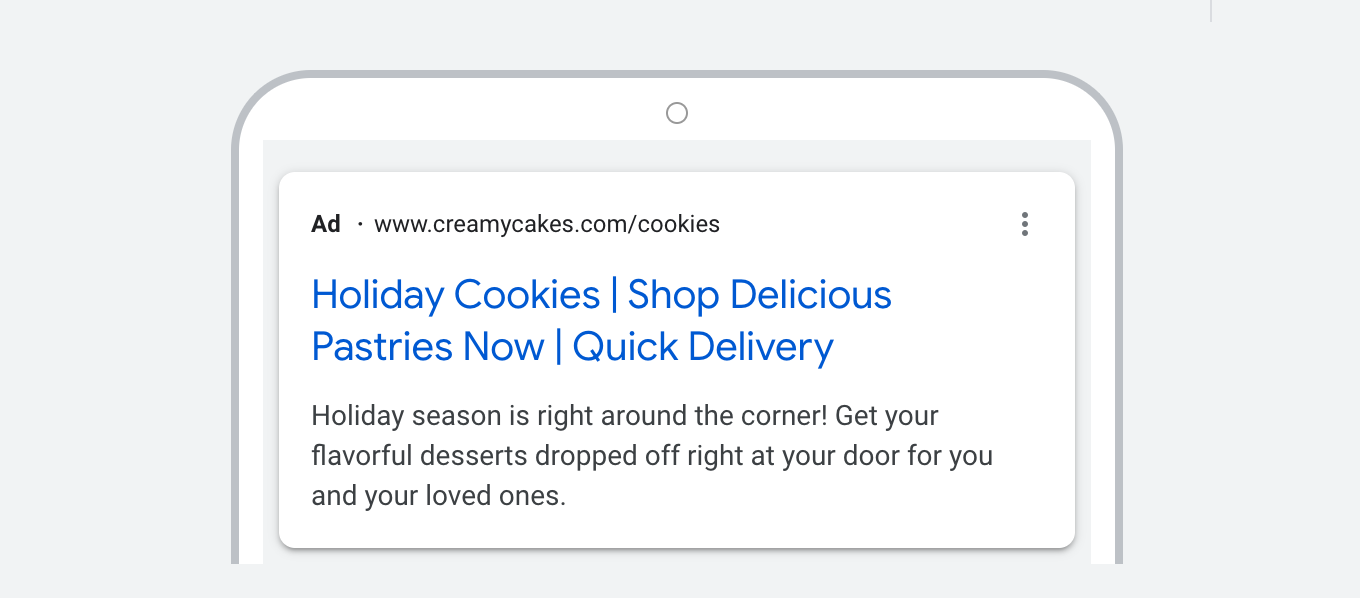 Ad · www.creamycakes.com/cookies
Holiday Cookies | Shop Delicious
Pastries Now | Quick Delivery
Holiday season is right around the corner! Get your
flavorful desserts dropped off right at your door for you
and your loved ones.